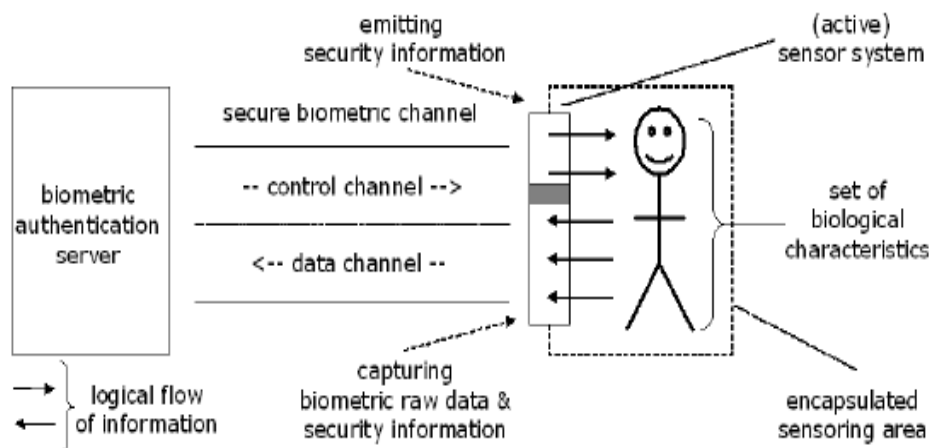 emitting
security information
(active)
sensor system
secure biometric channel
biometric
authentication
server
-- control channel -->
<-- data channel --
set of
biological
characteristics
capturing
biometric raw data &
security information
logical flow
of information
encapsulated
sensoring area